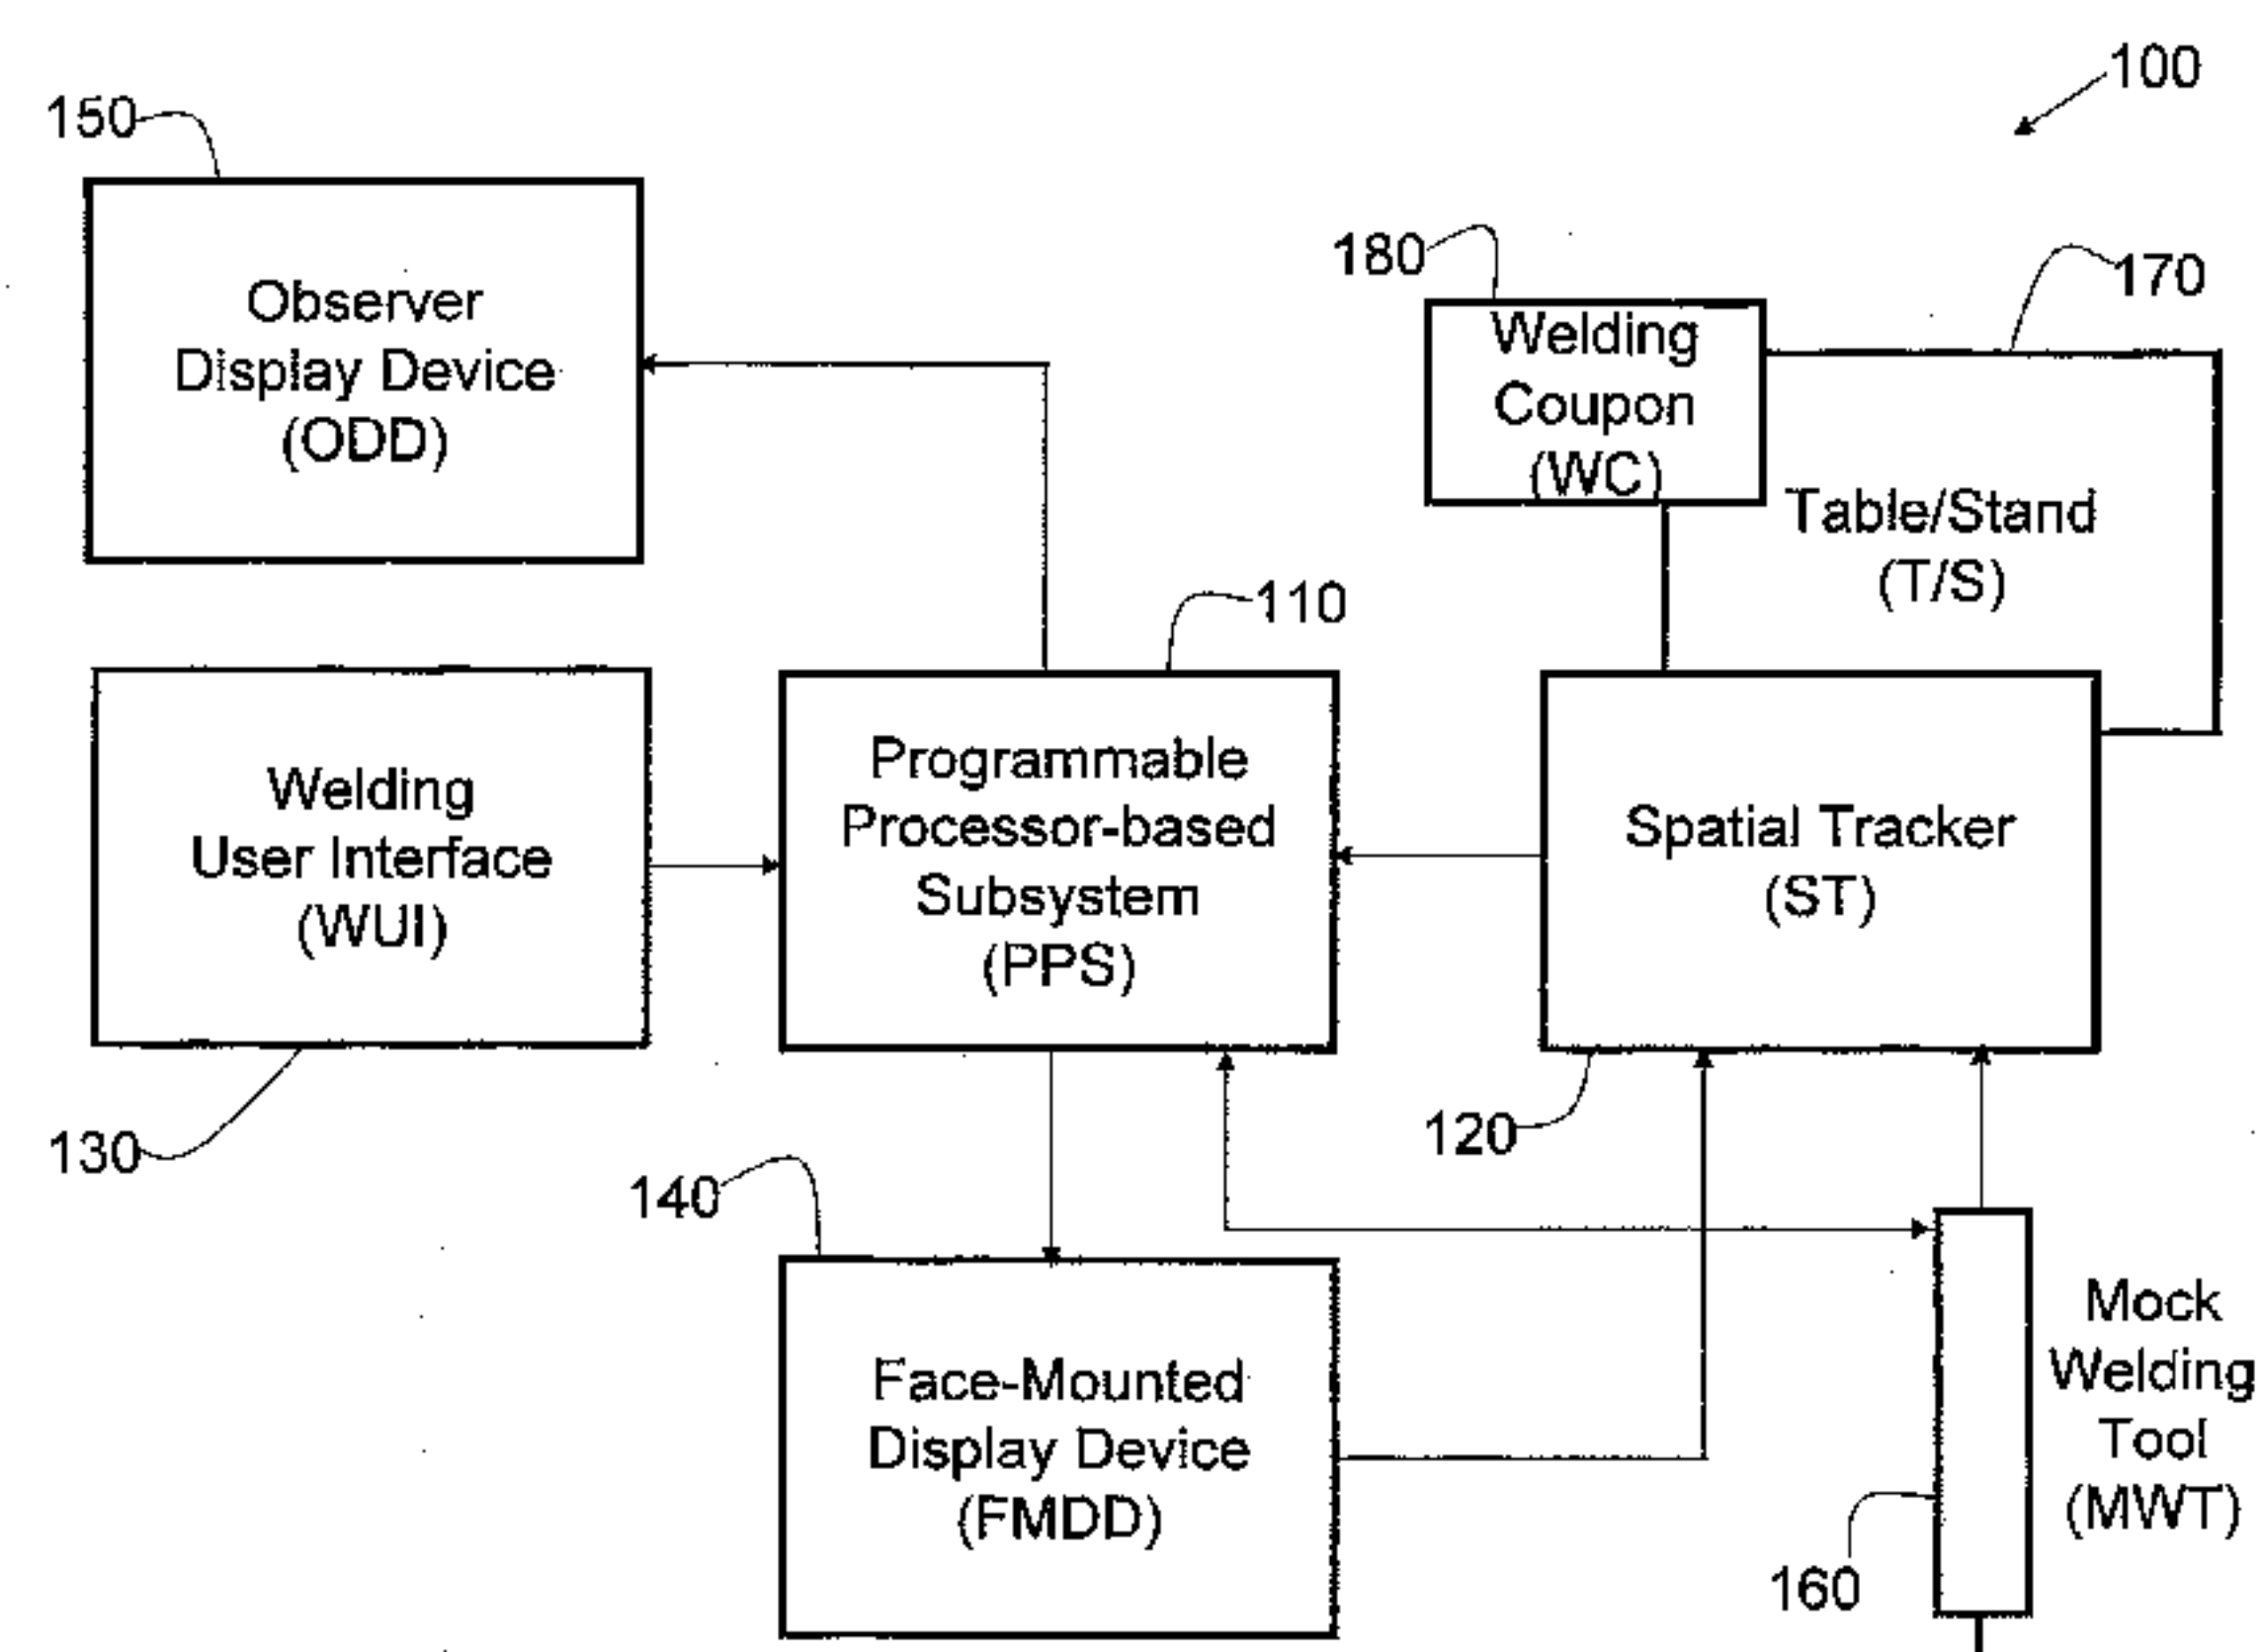 100
150
Observer
Display Device
(ODD)
180
Welding
Coupon
(WC)
170
Table/Stand
(T/S)
110
Welding
User Interface
(WUI)
130
Programmable
Processor-based
Subsystem
(PPS)
Spatial Tracker
(ST)
120
140
Face-Mounted
Display Device
(FMDD)
Mock
Welding
Tool
(MWT)
160